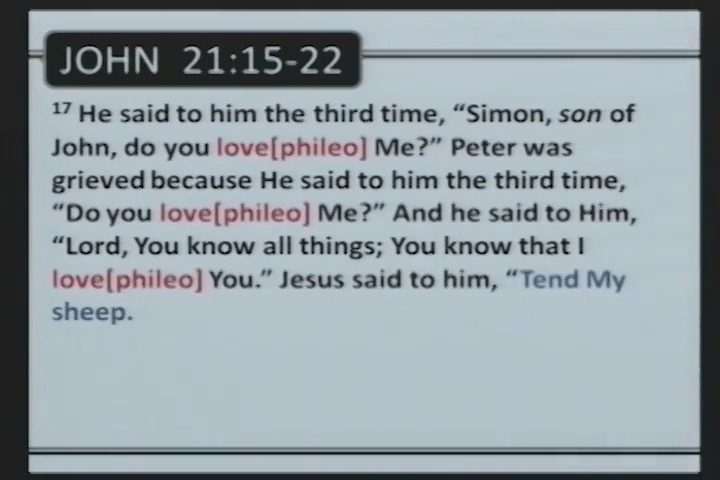 JOHN 21:15-22
17 He said to him the third time, “Simon, son of
John, do you love[phileo] Me?” Peter was
grieved because He said to him the third time,
“Do you love[phileo] Me?” And he said to Him,
“Lord, You know all things; You know that I
love[phileo] You.” Jesus said to him, “Tend My
sheep.